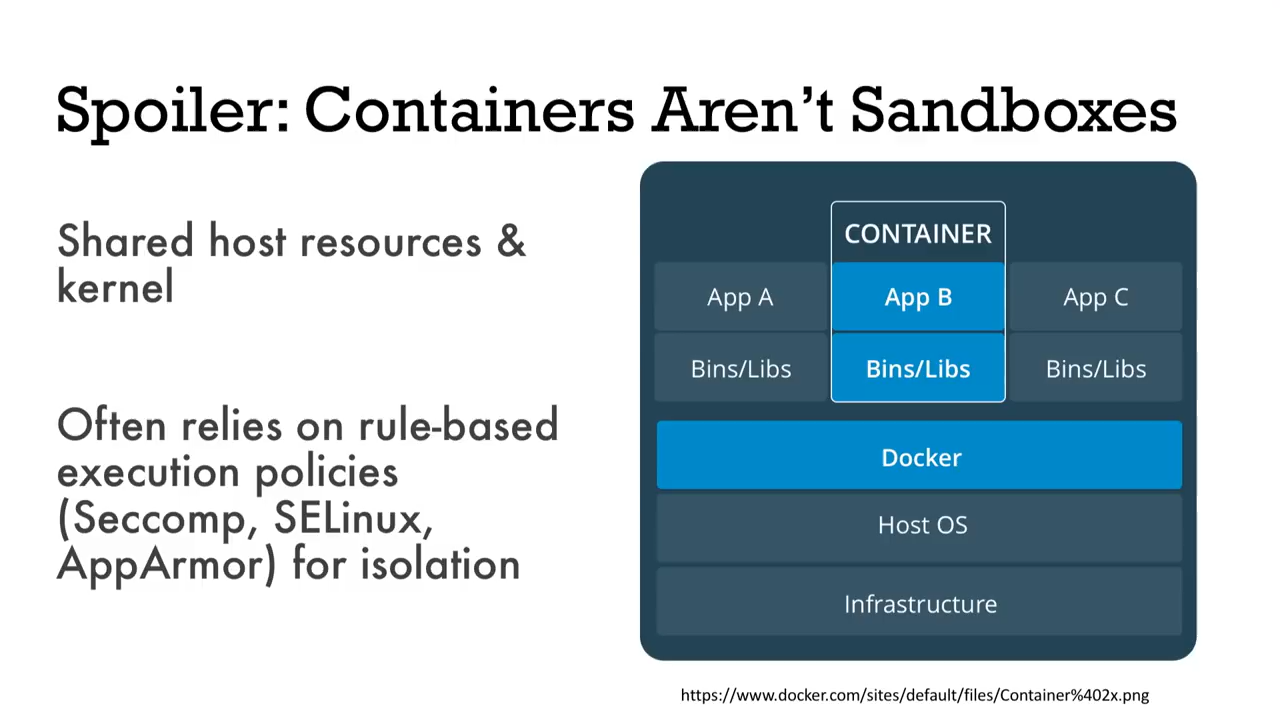 Spoiler: Containers Aren’t Sandboxes
Shared host resources &
kernel
Often relies on rule-based
execution policies
(Seccomp, SELinux,
AppArmor) for isolation
CONTAINER
App A
App B
App C
Bins/Libs
Bins/Libs
Bins/Libs
Docker
Host OS
Infrastructure
https://www.docker.com/sites/default/files/Container%402x.png